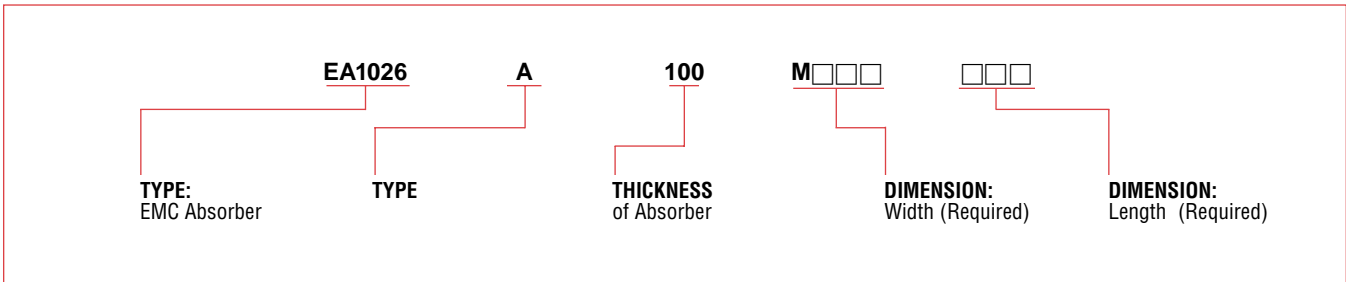 EA1026 A 100 M□□□ □□□
TYPE: TYPE THICKNESS DIMENSION: DIMENSION:
EMC Absorber of Absorber Width (Required) Length (Required)